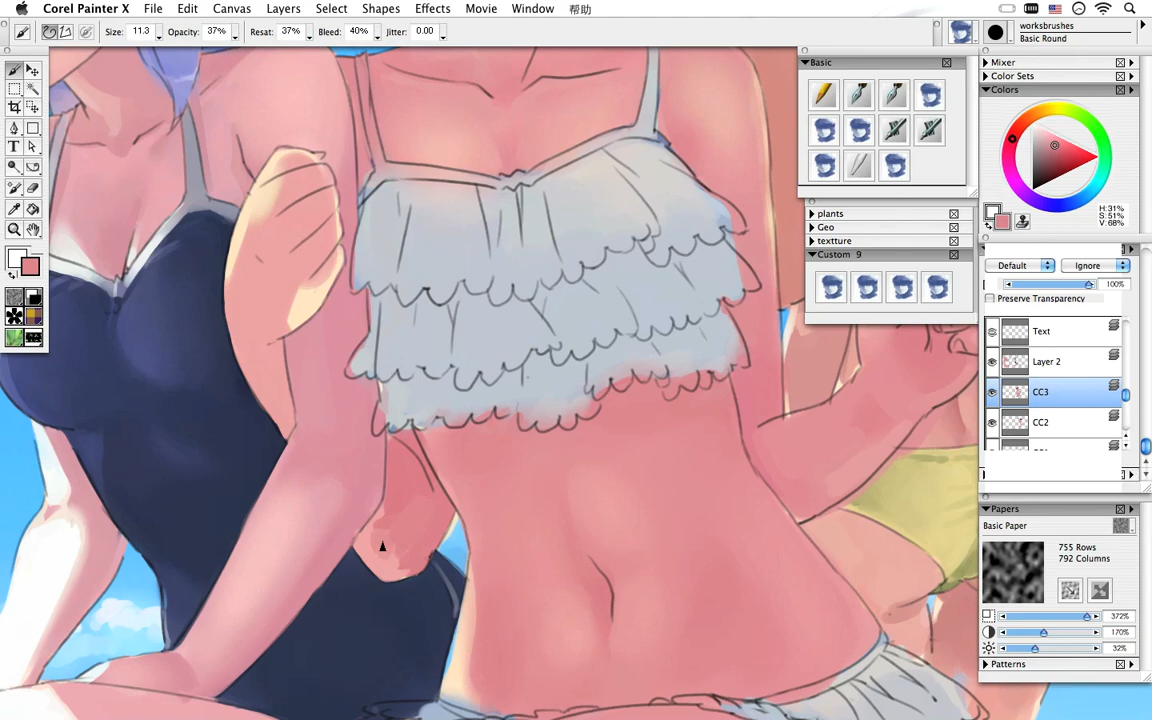 Corel Painter X File Edit Canvas Layers Select Shapes Effects Movie Window 帮助
Size: 11.3 Opacity: 37% Resat: 37% Bleed: 40% Jitter: 0.00
worksbrushes
Basic Round
Basic
plants
Geo
textture
Custom 9
Mixer
Color Sets
Colors
H:31%
S:51%
V:68%
Default Ignore
100%
Preserve Transparency
Text
Layer 2
CC3
CC2
Papers
Basic Paper
755 Rows
792 Columns
372%
170%
32%
Patterns